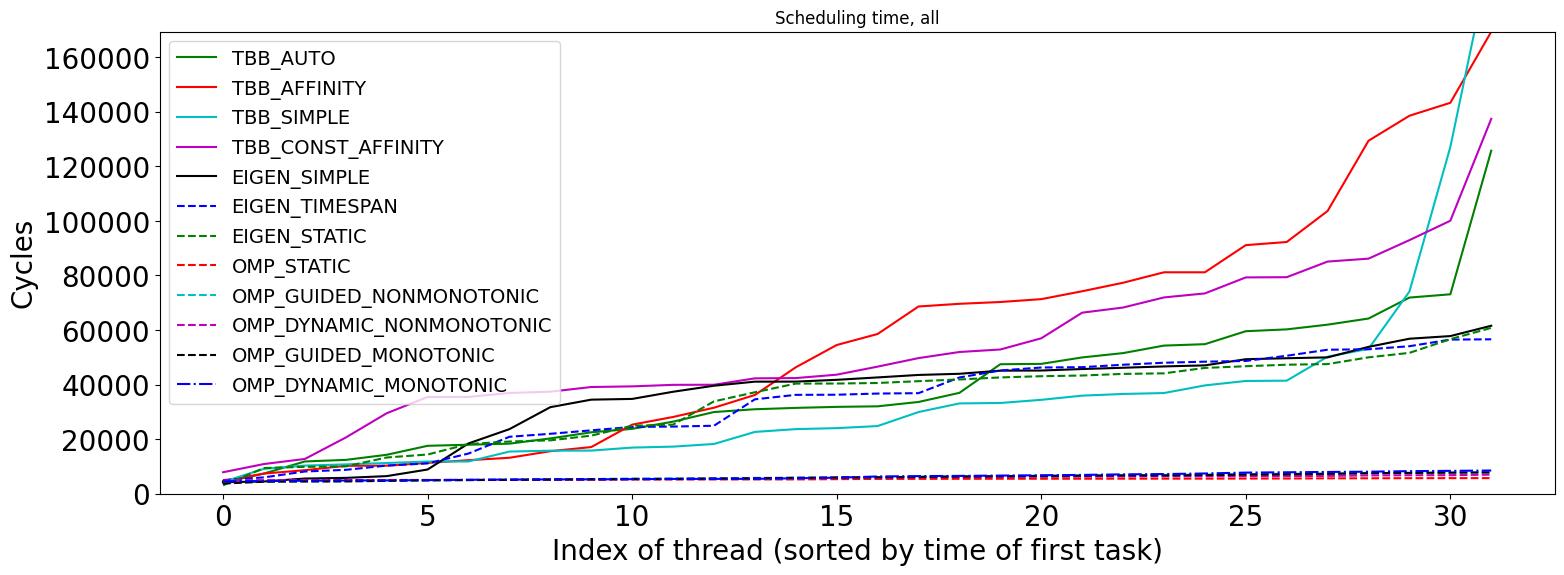 Scheduling time, all
160000
140000
120000
100000
80000
60000
40000
20000
0
Cycles
TBB_AUTO
TBB_AFFINITY
TBB_SIMPLE
TBB_CONST_AFFINITY
EIGEN_SIMPLE
EIGEN_TIMESPAN
EIGEN_STATIC
OMP_STATIC
OMP_GUIDED_NONMONOTONIC
OMP_DYNAMIC_NONMONOTONIC
OMP_GUIDED_MONOTONIC
OMP_DYNAMIC_MONOTONIC
0 5 10 15 20 25 30
Index of thread (sorted by time of first task)